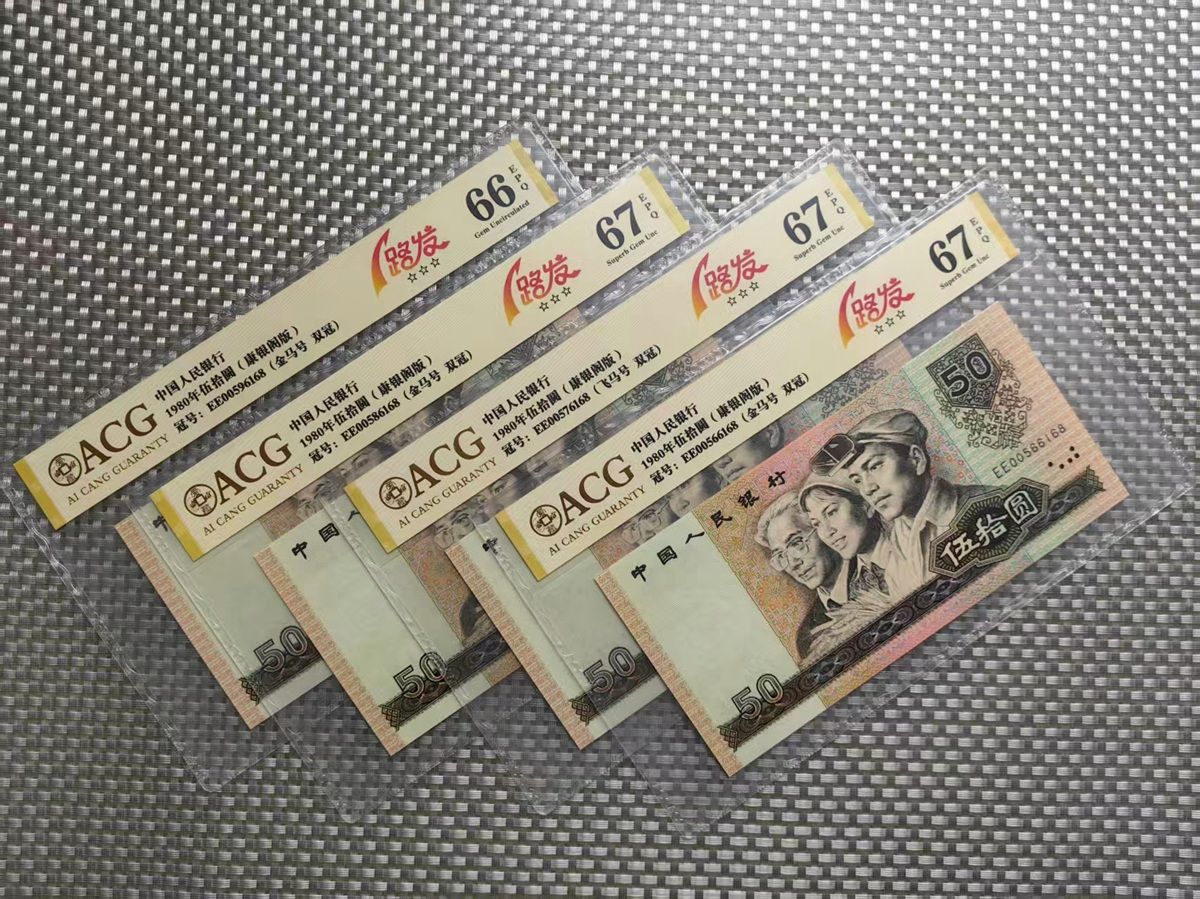 ACG
AI CANG GUARANTY
中国人民银行
1980年伍拾圆(康银阁版)
冠号:EE00596168(金马号 双冠)
路发
☆☆☆
66 EPQ
Gem Uncirculated
50
ACG
AI CANG GUARANTY
中国人民银行
1980年伍拾圆(康银阁版)
冠号:EE00586168(金马号 双冠)
路发
☆☆☆
67 EPQ
Superb Gem Unc
中国
50
ACG
AI CANG GUARANTY
中国人民银行
1980年伍拾圆(康银阁版)
冠号:EE00576168(飞马号 双冠)
路发
☆☆☆
67 EPQ
Superb Gem Unc
50
ACG
AI CANG GUARANTY
中国人民银行
1980年伍拾圆(康银阁版)
冠号:EE00566168(金马号 双冠)
路发
☆☆☆
67 EPQ
Superb Gem Unc
中国人民银行
50
EE00566168
伍拾圆
50